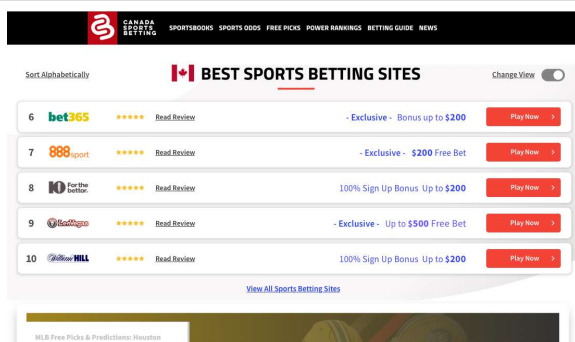 CANADA
SPORTS
BETTING
SPORTSBOOKS SPORTS ODDS FREE PICKS POWER RANKINGS BETTING GUIDE NEWS
Sort Alphabetically
BEST SPORTS BETTING SITES
Change View
6 bet365 Read Review - Exclusive - Bonus up to $200 Play Now
7 888sport Read Review - Exclusive - $200 Free Bet Play Now
8 10 For the bettor. Read Review 100% Sign Up Bonus Up to $200 Play Now
9 LeoVegas Read Review - Exclusive - Up to $500 Free Bet Play Now
10 William HILL Read Review 100% Sign Up Bonus Up to $200 Play Now
View All Sports Betting Sites
MLB Free Picks & Predictions: Houston